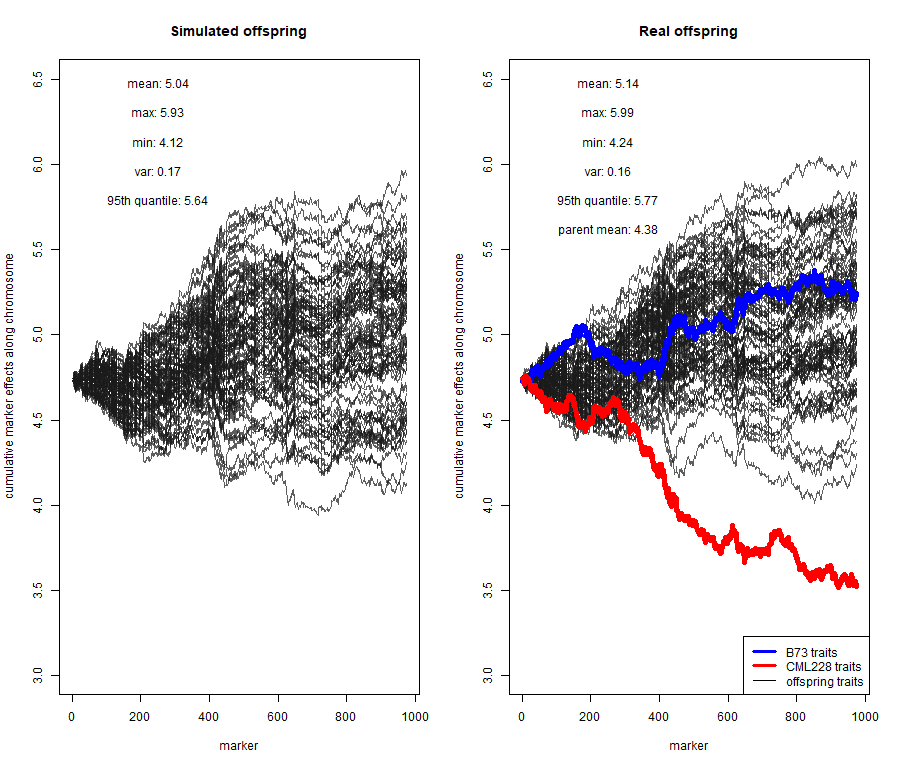 Simulated offspring
mean: 5.04
max: 5.93
min: 4.12
var: 0.17
95th quantile: 5.64
cumulative marker effects along chromosome
6.5
6.0
5.5
5.0
4.5
4.0
3.5
3.0
0 200 400 600 800 1000
marker
Real offspring
mean: 5.14
max: 5.99
min: 4.24
var: 0.16
95th quantile: 5.77
parent mean: 4.38
cumulative marker effects along chromosome
6.5
6.0
5.5
5.0
4.5
4.0
3.5
3.0
B73 traits
CML228 traits
offspring traits
0 200 400 600 800 1000
marker